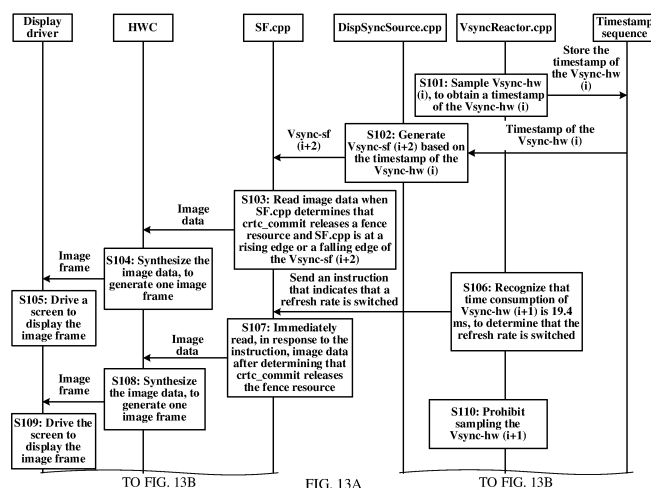 Display
driver
HWC
SF.cpp
DispSyncSource.cpp
VsyncReactor.cpp
Timestamp
sequence
Store the
timestamp of
the Vsync-hw
(i)
S101: Sample Vsync-hw
(i), to obtain a timestamp
of the Vsync-hw (i)
Timestamp of the
Vsync-hw (i)
S102: Generate
Vsync-sf (i+2) based on
the timestamp of the
Vsync-hw (i)
Vsync-sf
(i+2)
S103: Read image data when
SF.cpp determines that
crtc_commit releases a fence
resource and SF.cpp is at a
rising edge or a falling edge of
the Vsync-sf (i+2)
Image
data
S104: Synthesize the
image data, to
generate one image
frame
Image
frame
S105: Drive a
screen to
display the
image frame
Send an instruction
that indicates that a
refresh rate is switched
S106: Recognize that
time consumption of
Vsync-hw (i+1) is 19.4
ms, to determine that the
refresh rate is switched
S107: Immediately
read, in response to the
instruction, image data
after determining that
crtc_commit releases
the fence resource
Image
data
S108: Synthesize
the image data, to
generate one
image frame
Image
frame
S109: Drive the
screen to
display the
image frame
S110: Prohibit
sampling the
Vsync-hw (i+1)
TO FIG. 13B
FIG. 13A
TO FIG. 13B